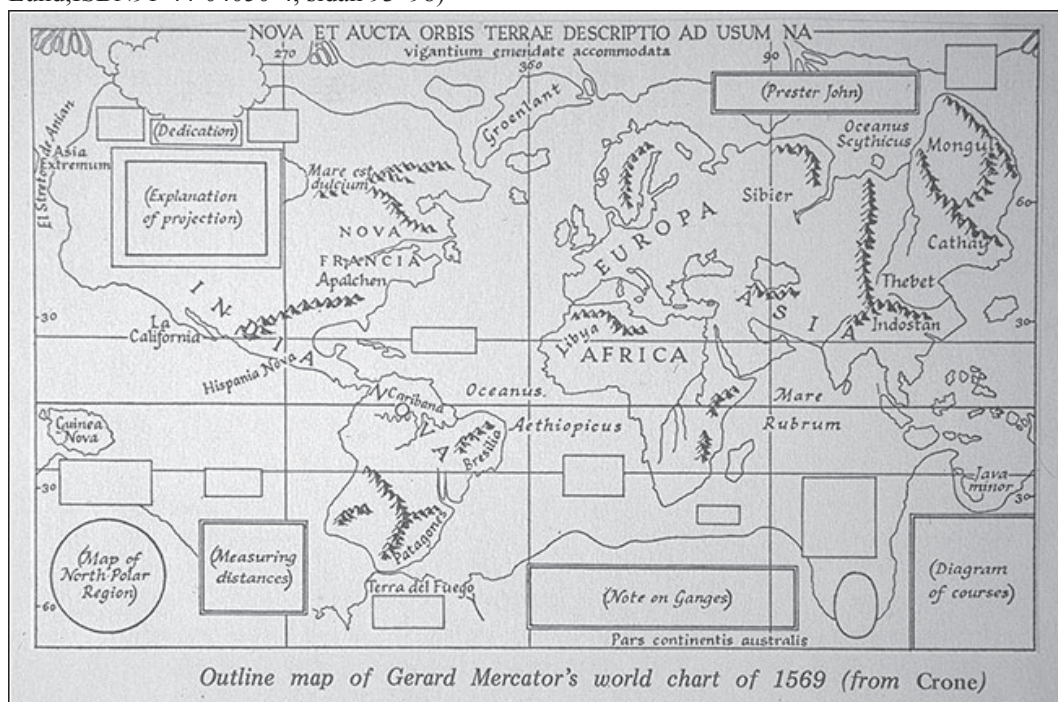 NOVA ET AUCTA ORBIS TERRAE DESCRIPTIO AD USUM NA
vigantium emendate accommodata
270
360
90
(Prester John)
Groenlant
Oceanus
Scythicus
Mongul
El Streto de Anian
Asia
Extremum
(Dedication)
(Explanation
of projection)
Mare est
dulcium
NOVA
FRANCIA
Apalchen
EUROPA
Sibier
60
Cathay
Thebet
ASIA
Indostan
30
30
La
California
INDIA
Hispania Nova
Libya
AFRICA
NOVA
Caribana
Oceanus
Aethiopicus
Mare
Rubrum
Guinea
Nova
Bresilia
Java
minor
30
30
Patagones
(Map of
North Polar
Region)
(Measuring
distances)
Terra del Fuego
(Note on Ganges)
(Diagram
of courses)
60
Pars continentis australis
Outline map of Gerard Mercator's world chart of 1569 (from Crone)